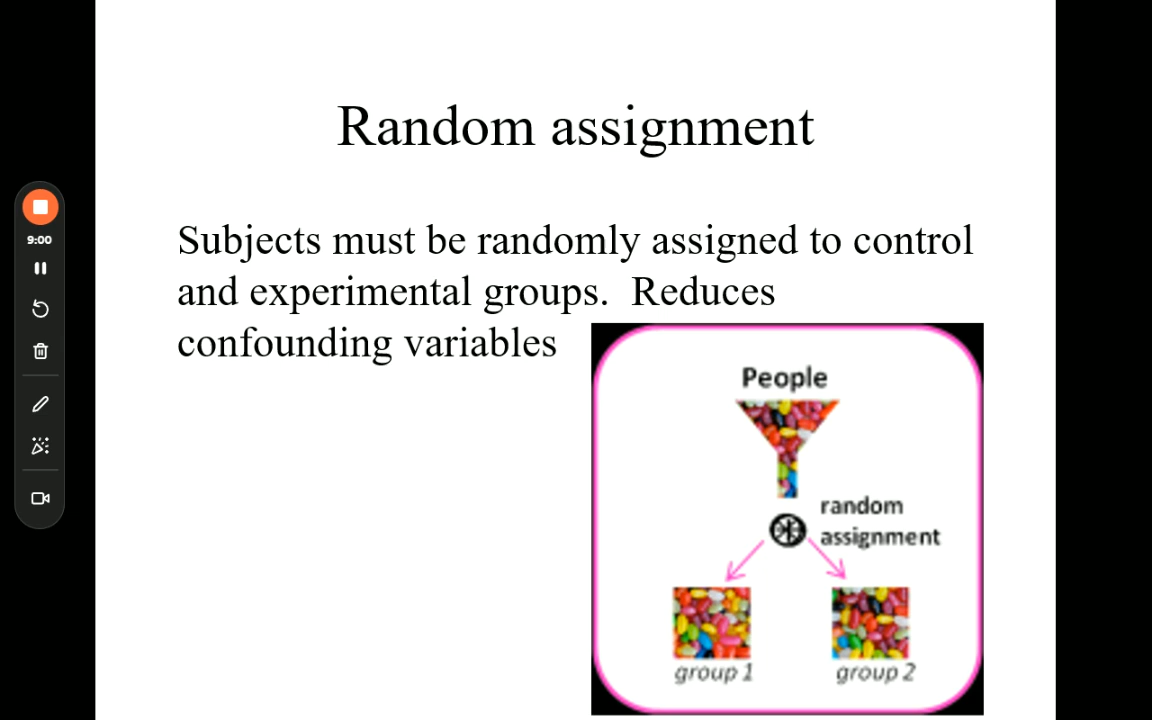 Random assignment
9:00
Subjects must be randomly assigned to control
and experimental groups.  Reduces
confounding variables
People
random
assignment
group 1
group 2